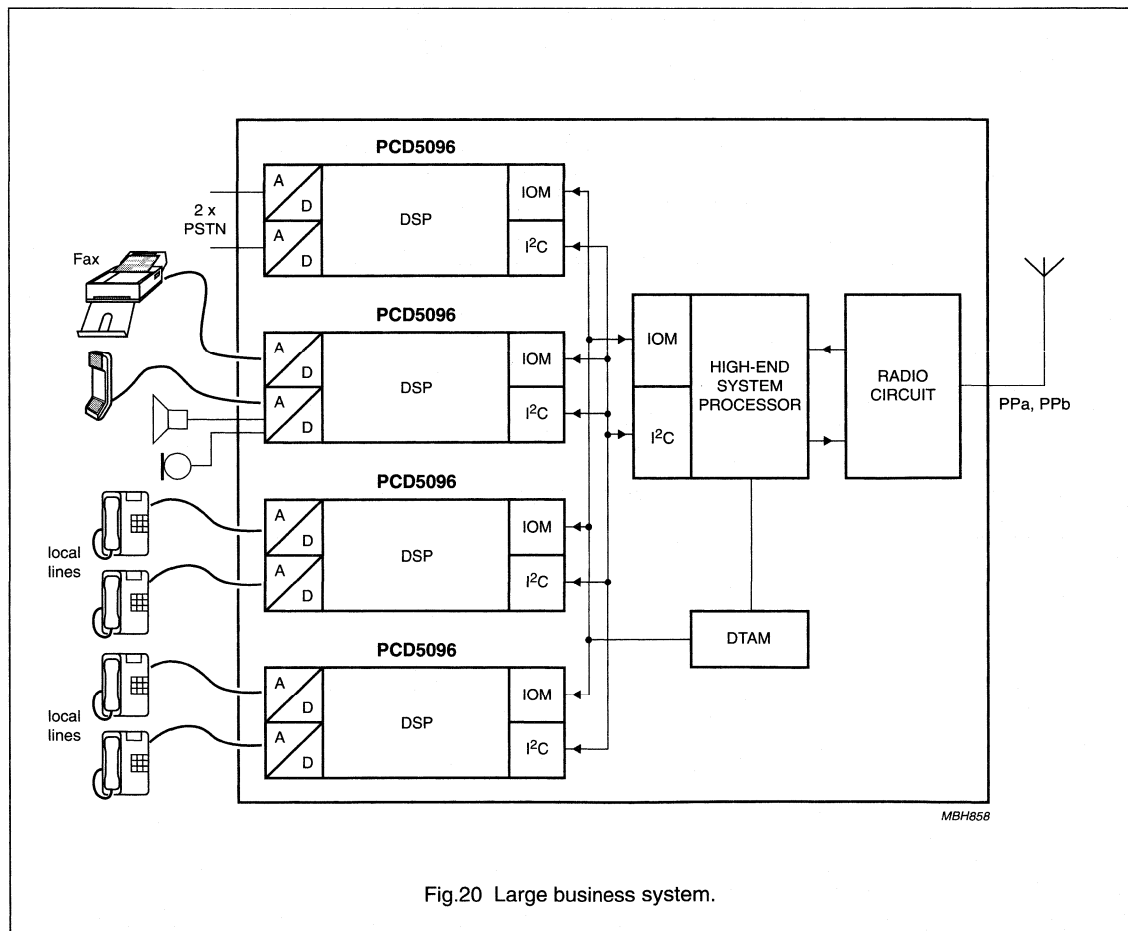 PCD5096
A
D
A
D
DSP
IOM
I²C
2 x
PSTN
Fax
PCD5096
A
D
A
D
DSP
IOM
I²C
IOM
I²C
HIGH-END
SYSTEM
PROCESSOR
RADIO
CIRCUIT
PPa, PPb
PCD5096
A
D
A
D
DSP
IOM
I²C
local
lines
DTAM
PCD5096
A
D
A
D
DSP
IOM
I²C
local
lines
MBH858
Fig.20 Large business system.